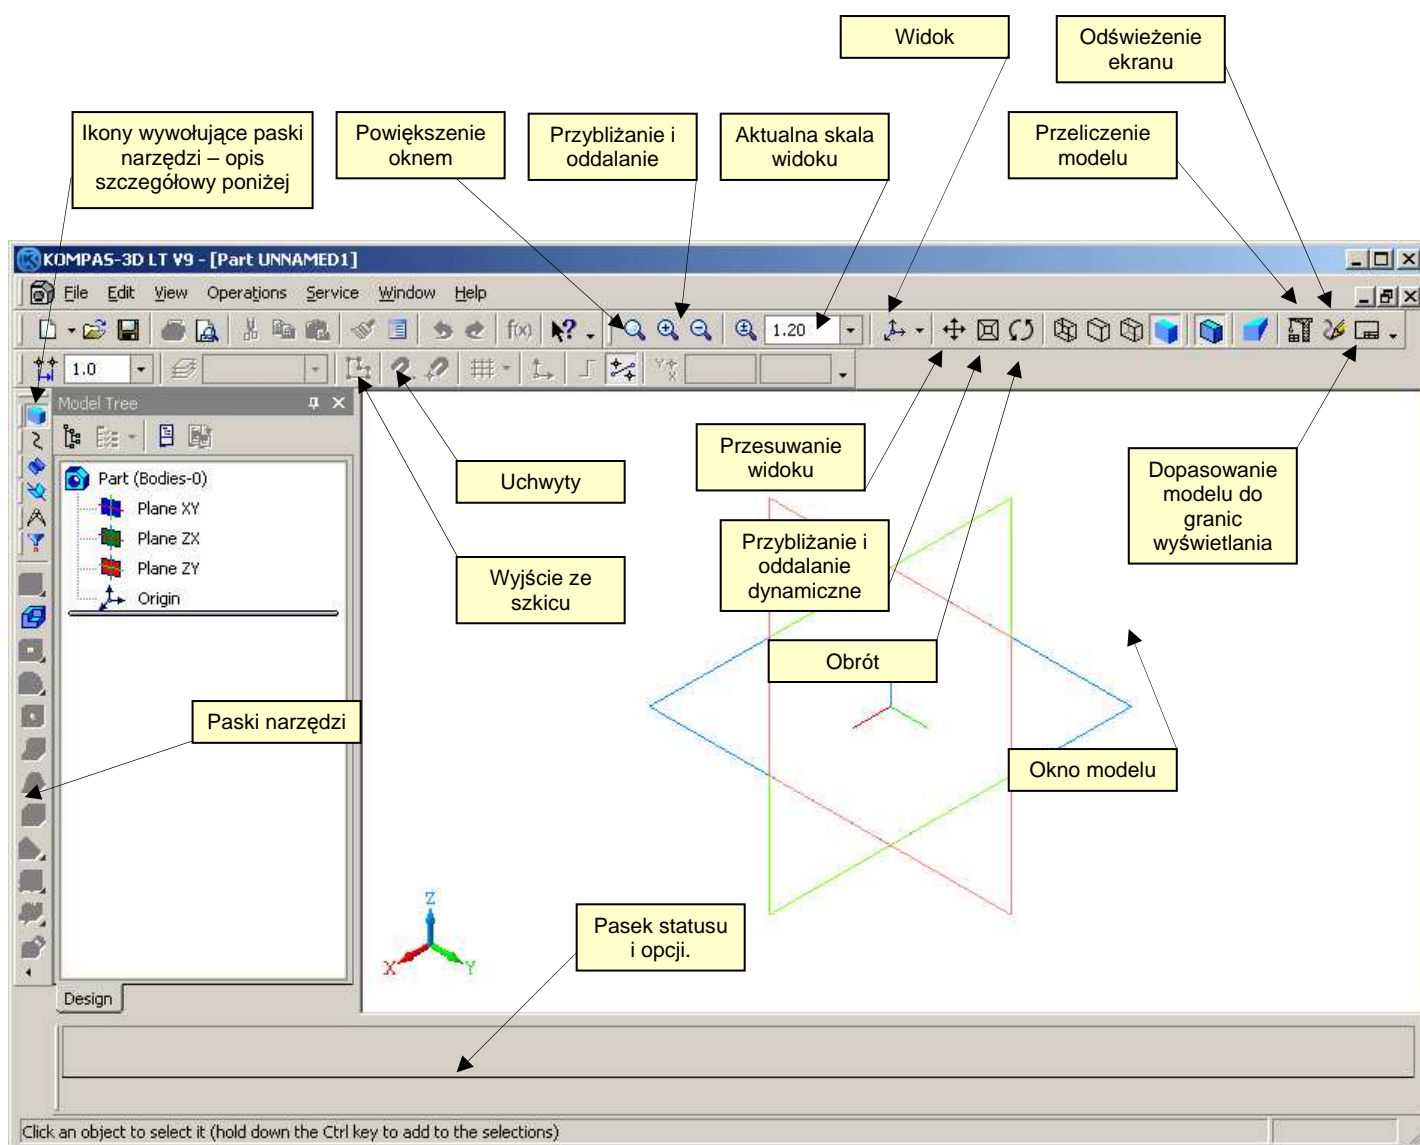 Widok
Odświeżenie
ekranu
Ikony wywołujące paski
narzędzi – opis
szczegółowy poniżej
Powiększenie
oknem
Przybliżanie i
oddalanie
Aktualna skala
widoku
Przeliczenie
modelu
KOMPAS-3D LT V9 - [Part UNNAMED1]
File Edit View Operations Service Window Help
f(x) 1.20
1.0
Model Tree
Part (Bodies-0)
Plane XY
Plane ZX
Plane ZY
Origin
Uchwyty
Wyjście ze
szkicu
Przesuwanie
widoku
Przybliżanie i
oddalanie
dynamiczne
Obrót
Dopasowanie
modelu do
granic
wyświetlania
Paski narzędzi
Okno modelu
Z
X
Y
Pasek statusu
i opcji.
Design
Click an object to select it (hold down the Ctrl key to add to the selections)